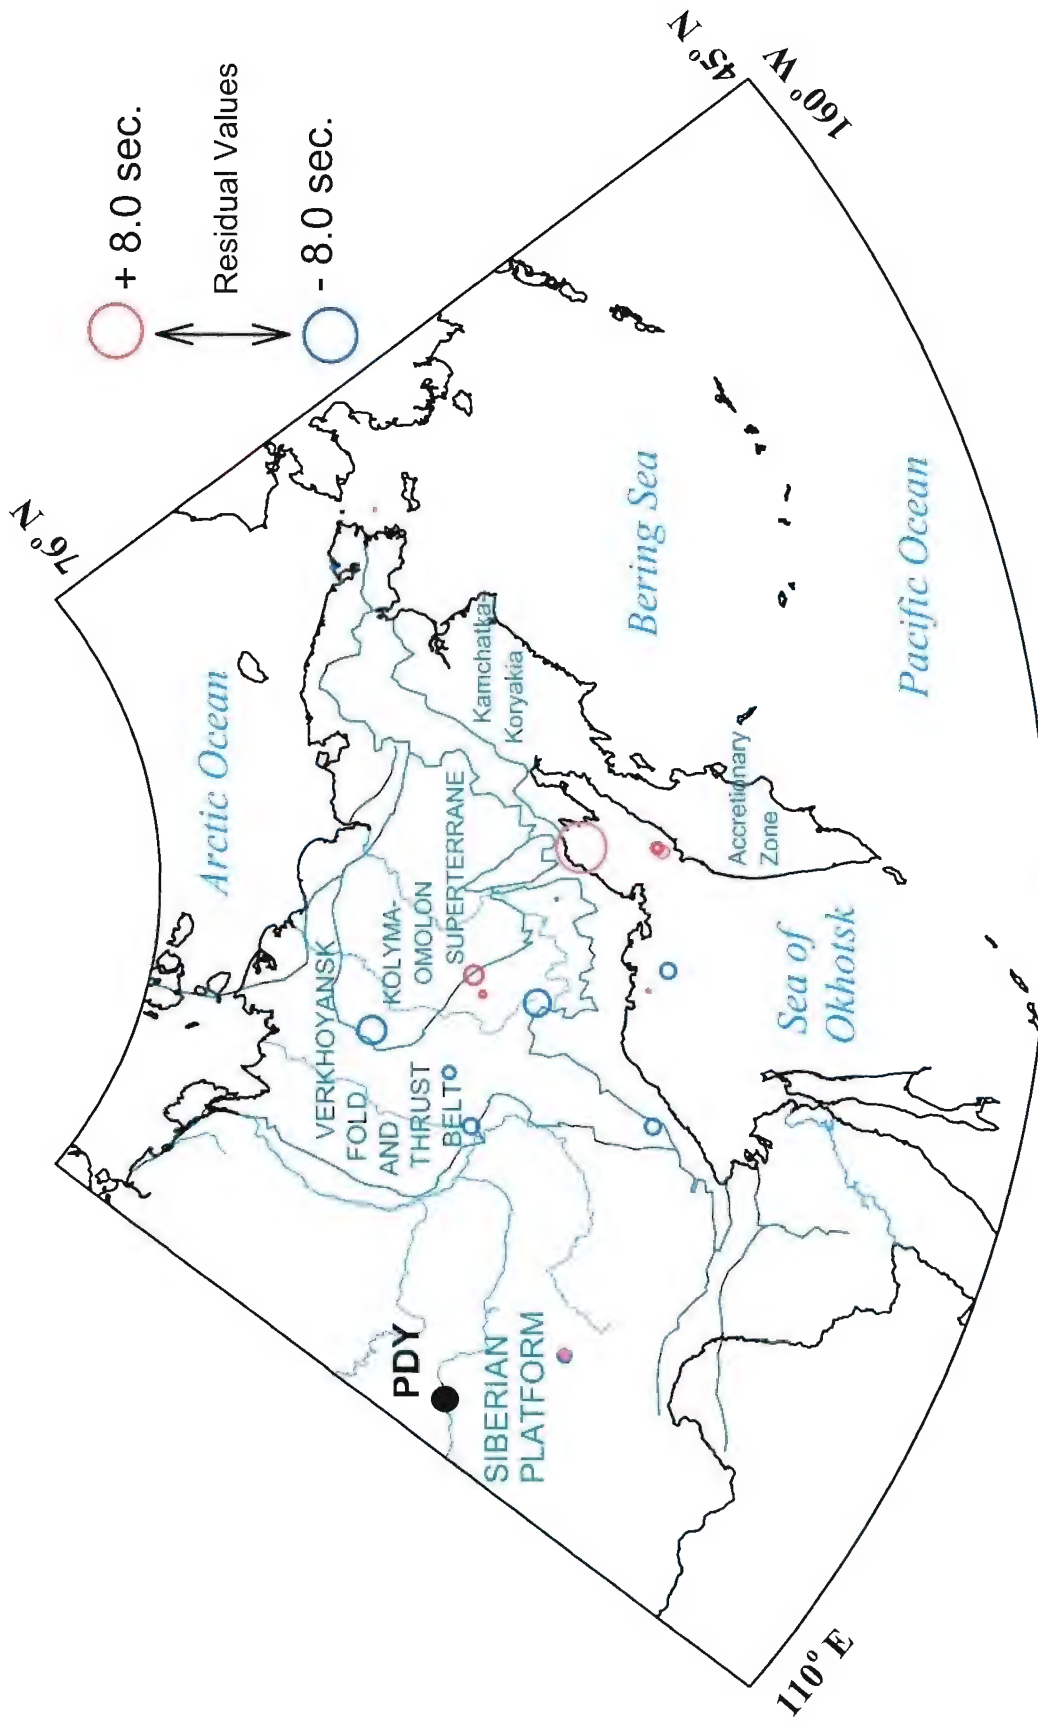 + 8.0 sec.
Residual Values
- 8.0 sec.
76° N
45° N
160° W
110° E
Arctic Ocean
Bering Sea
Pacific Ocean
Sea of
Okhotsk
VERKHOYANSK
FOLD
AND
THRUST
BELT
KOLYMA-
OMOLON
SUPERTERRANE
Kamchatka
Koryakia
Accretionary
Zone
PDY
SIBERIAN
PLATFORM